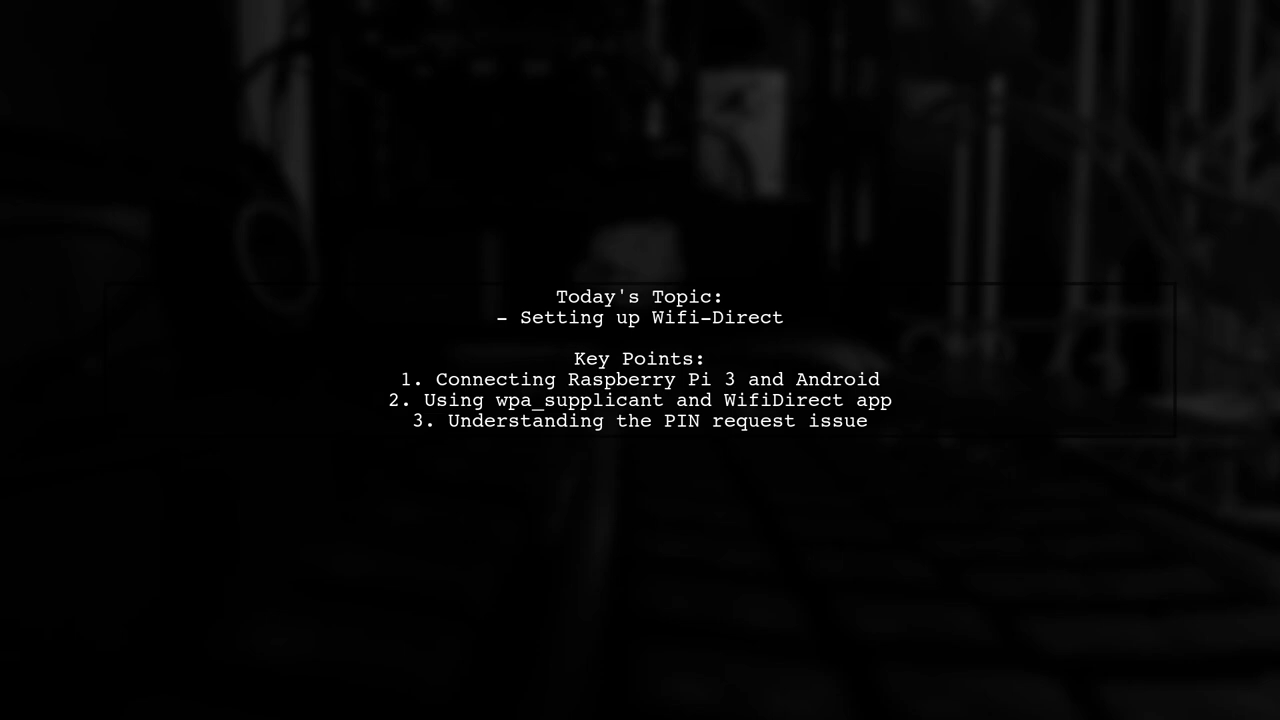 Today's Topic:
- Setting up Wifi-Direct
Key Points:
1. Connecting Raspberry Pi 3 and Android
2. Using wpa_supplicant and WifiDirect app
3. Understanding the PIN request issue